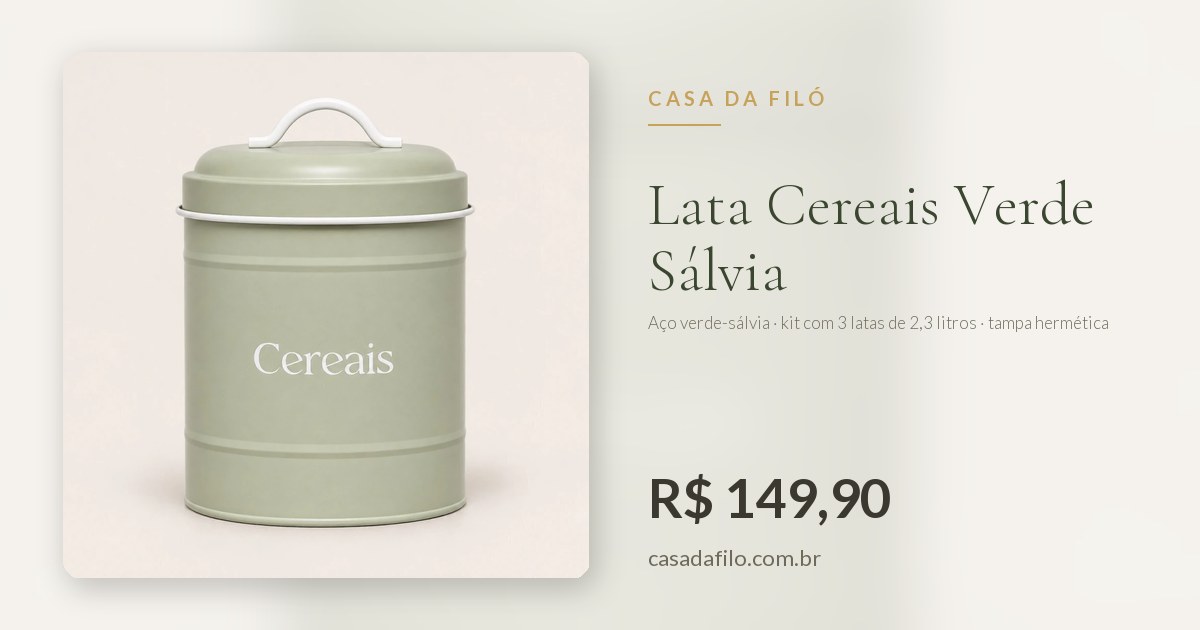 CASA DA FILÓ
Lata Cereais Verde
Sálvia
Aço verde-sálvia · kit com 3 latas de 2,3 litros · tampa hermética
Cereais
R$ 149,90
casadafilo.com.br